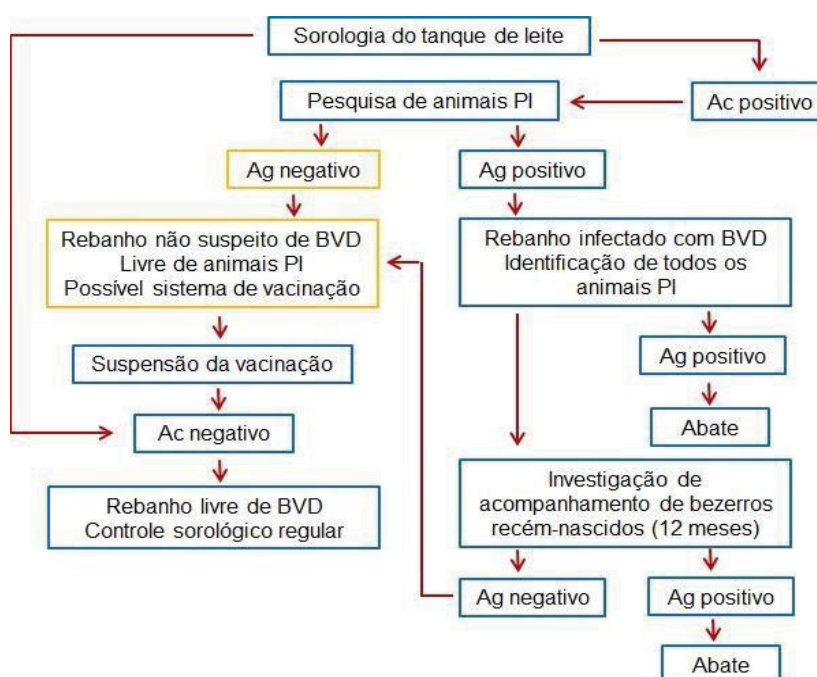 Sorologia do tanque de leite
Pesquisa de animais PI
Ac positivo
Ag negativo
Ag positivo
Rebanho não suspeito de BVD
Livre de animais PI
Possível sistema de vacinação
Rebanho infectado com BVD
Identificação de todos os
animais PI
Suspensão da vacinação
Ag positivo
Ac negativo
Abate
Rebanho livre de BVD
Controle sorológico regular
Investigação de
acompanhamento de bezerros
recém-nascidos (12 meses)
Ag negativo
Ag positivo
Abate